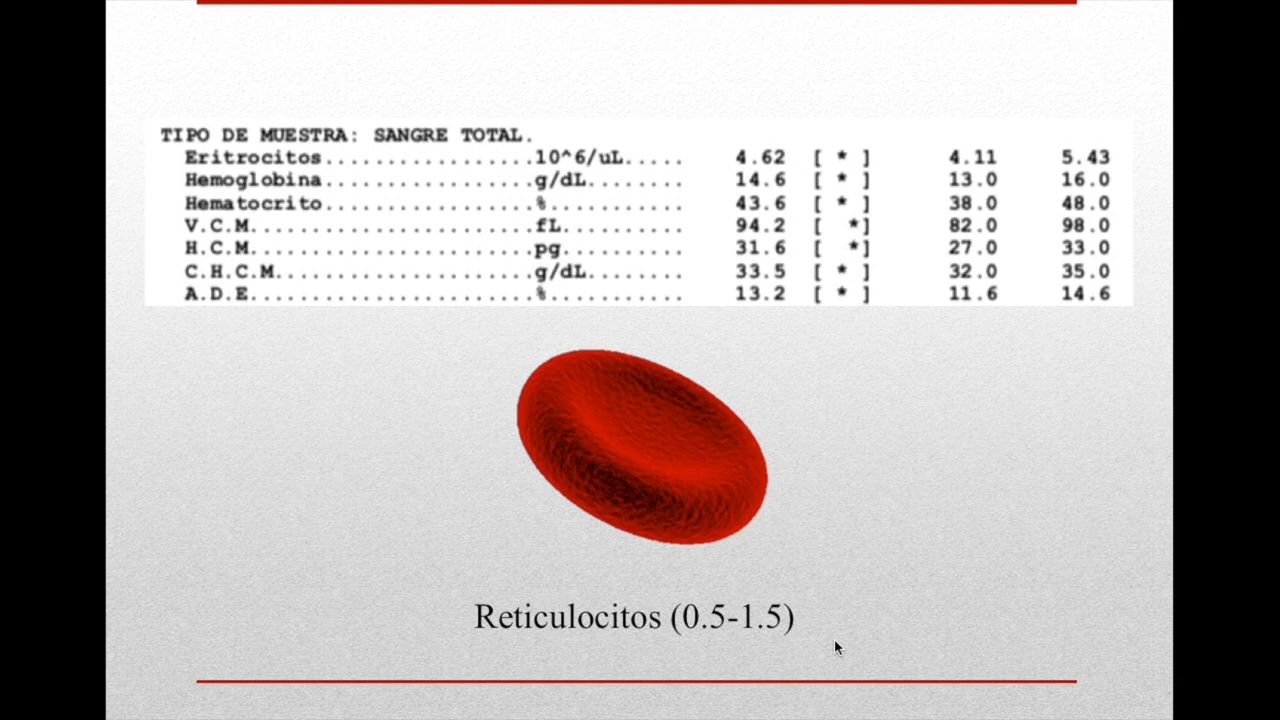 TIPO DE MUESTRA: SANGRE TOTAL.
Eritrocitos.................10^6/uL..... 4.62 [ * ] 4.11 5.43
Hemoglobina.................g/dL........ 14.6 [ * ] 13.0 16.0
Hematocrito.................%........... 43.6 [ * ] 38.0 48.0
V.C.M.......................fL.......... 94.2 [ *] 82.0 98.0
H.C.M.......................pg.......... 31.6 [ *] 27.0 33.0
C.H.C.M.....................g/dL........ 33.5 [ * ] 32.0 35.0
A.D.E.......................%........... 13.2 [ * ] 11.6 14.6
Reticulocitos (0.5-1.5)